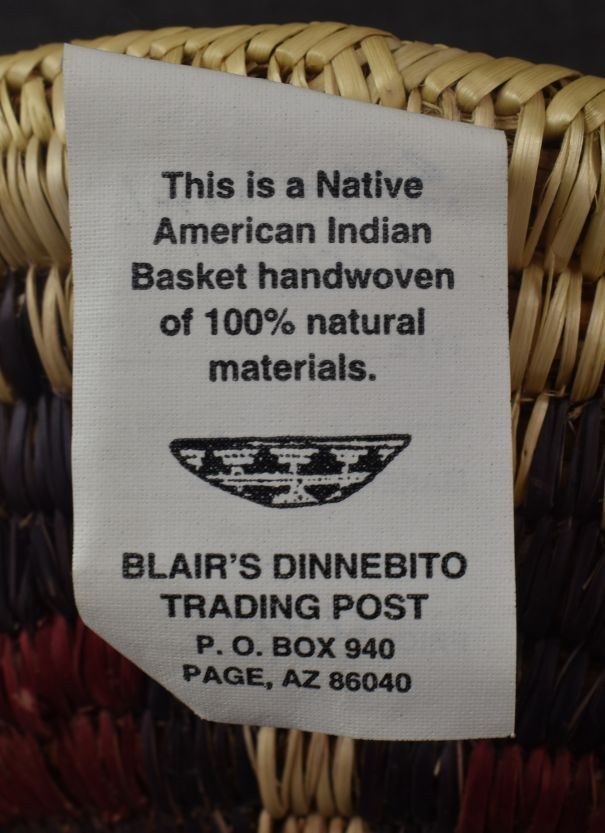 This is a Native
American Indian
Basket handwoven
of 100% natural
materials.
BLAIR'S DINNEBITO
TRADING POST
P. O. BOX 940
PAGE, AZ 86040